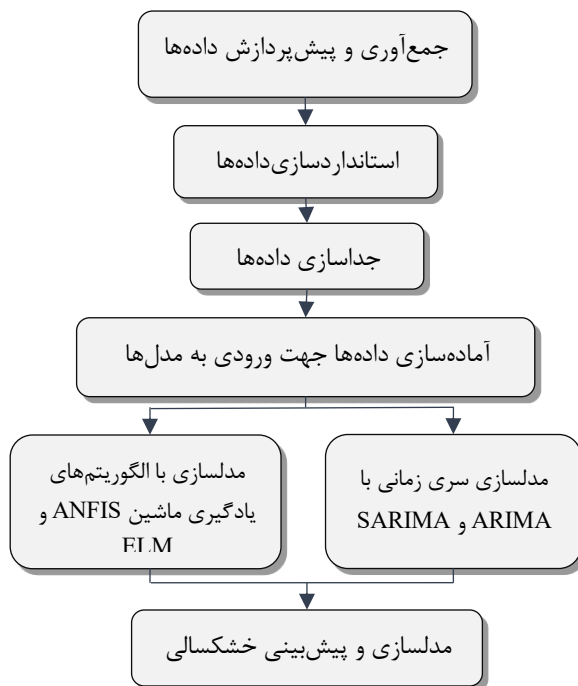 جمع‌آوری و پیش‌پردازش داده‌ها
استانداردسازی‌داده‌ها
جداسازی داده‌ها
آماده‌سازی داده‌ها جهت ورودی به مدل‌ها
مدلسازی سری زمانی با
ARIMA و SARIMA
مدلسازی با الگوریتم‌های
یادگیری ماشین ANFIS و
ELM
مدلسازی و پیش‌بینی خشکسالی